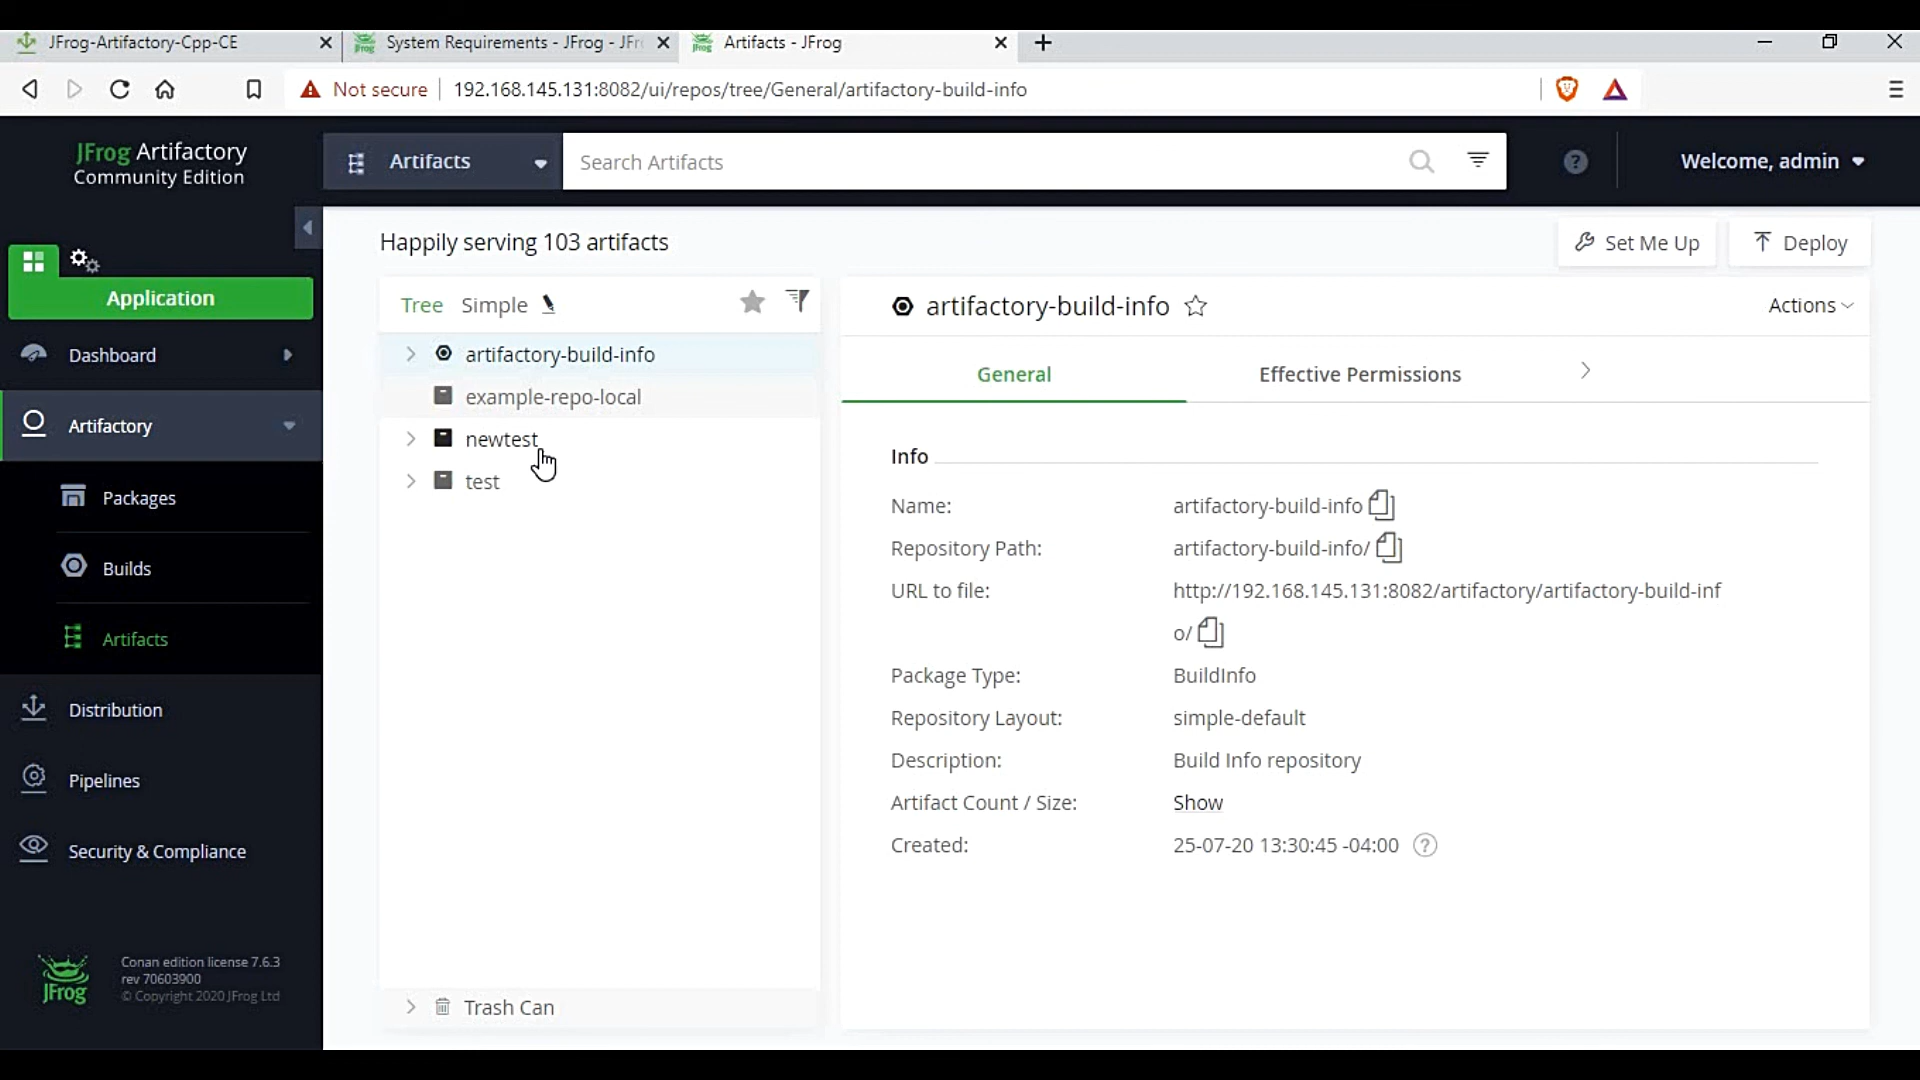 JFrog-Artifactory-Cpp-CE
System Requirements - JFrog - JFr
Artifacts - JFrog
Not secure
192.168.145.131:8082/ui/repos/tree/General/artifactory-build-info
JFrog Artifactory
Community Edition
Artifacts
Search Artifacts
Welcome, admin
Happily serving 103 artifacts
Set Me Up
Deploy
Application
Dashboard
Artifactory
Packages
Builds
Artifacts
Distribution
Pipelines
Security & Compliance
JFrog
Conan edition license 7.6.3
rev 70603900
© Copyright 2020 JFrog Ltd
Tree
Simple
artifactory-build-info
example-repo-local
newtest
test
Trash Can
artifactory-build-info
Actions
General
Effective Permissions
Info
Name: artifactory-build-info
Repository Path: artifactory-build-info/
URL to file: http://192.168.145.131:8082/artifactory/artifactory-build-inf
o/
Package Type: BuildInfo
Repository Layout: simple-default
Description: Build Info repository
Artifact Count / Size: Show
Created: 25-07-20 13:30:45 -04:00